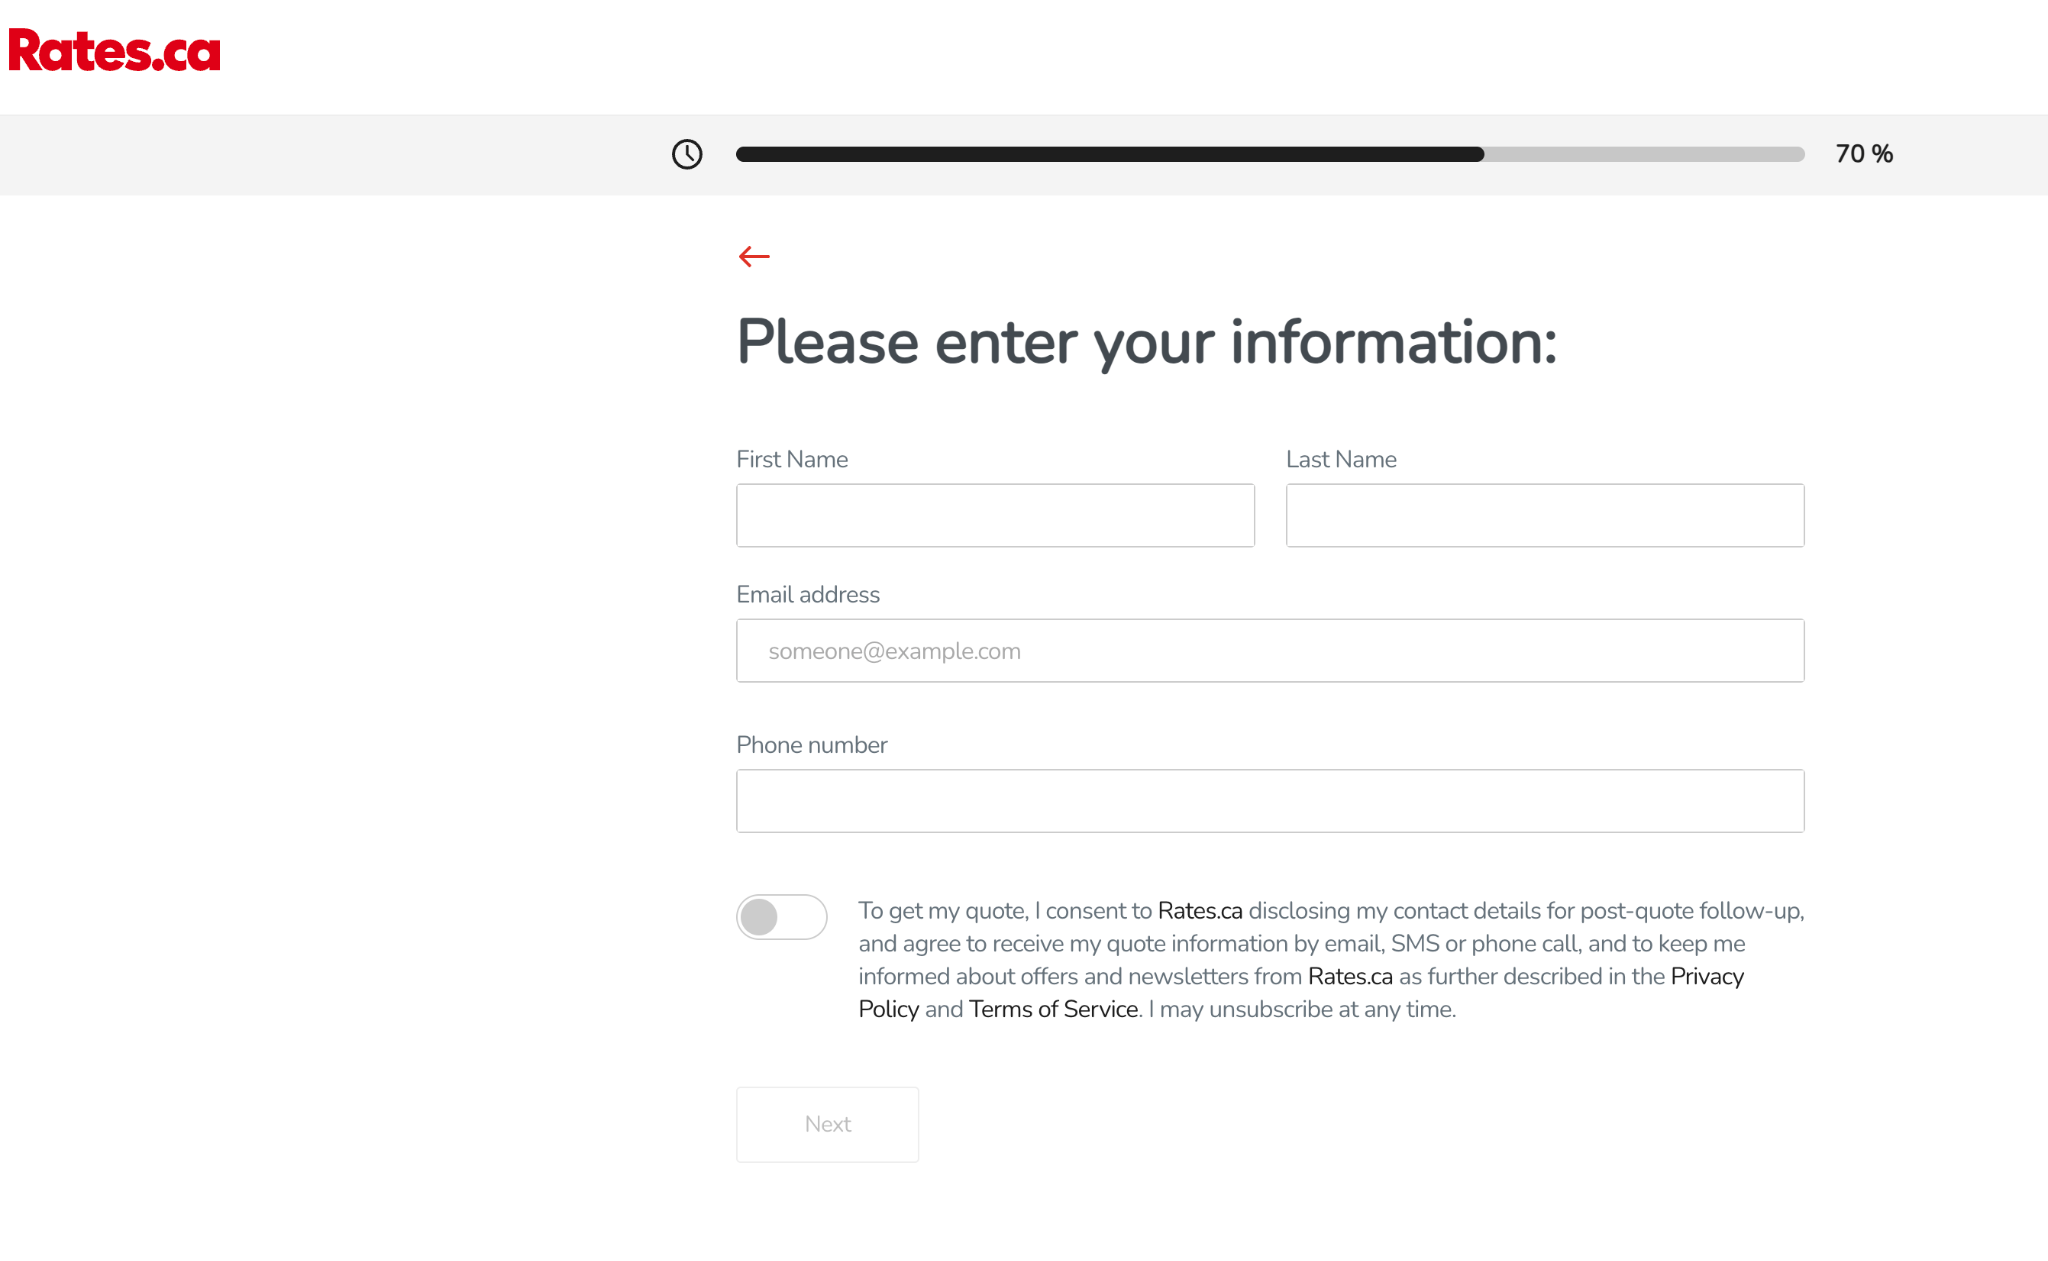 Rates.ca
70 %
Please enter your information:
First Name
Last Name
Email address
someone@example.com
Phone number
To get my quote, I consent to Rates.ca disclosing my contact details for post-quote follow-up,
and agree to receive my quote information by email, SMS or phone call, and to keep me
informed about offers and newsletters from Rates.ca as further described in the Privacy
Policy and Terms of Service. I may unsubscribe at any time.
Next